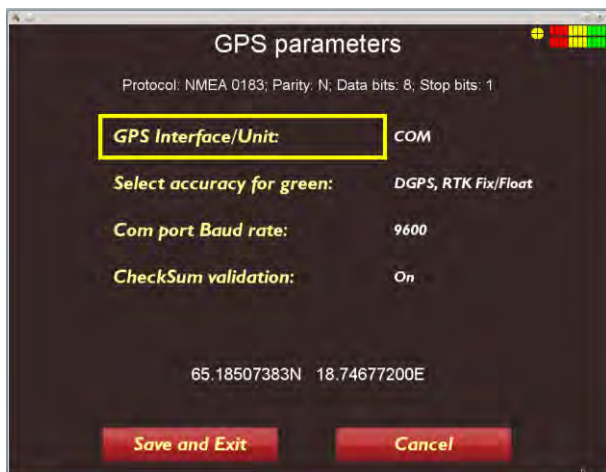 GPS parameters
Protocol: NMEA 0183; Parity: N; Data bits: 8; Stop bits: 1
GPS Interface/Unit: COM
Select accuracy for green: DGPS, RTK Fix/Float
Com port Baud rate: 9600
CheckSum validation: On
65.18507383N 18.74677200E
Save and Exit Cancel